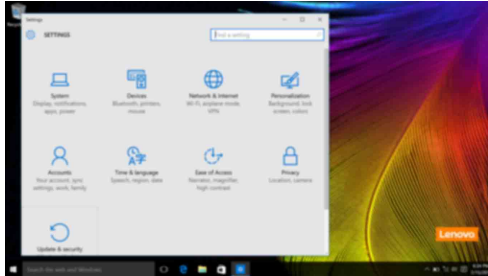 Settings
SETTINGS
Find a setting
System
Display, notifications,
apps, power
Devices
Bluetooth, printers,
mouse
Network & Internet
Wi-Fi, airplane mode,
VPN
Personalization
Background, lock
screen, colors
Accounts
Your account, sync
settings, work, family
Time & language
Speech, region, date
Ease of Access
Narrator, magnifier,
high contrast
Privacy
Location, camera
Update & security
Lenovo
Search the web and Windows